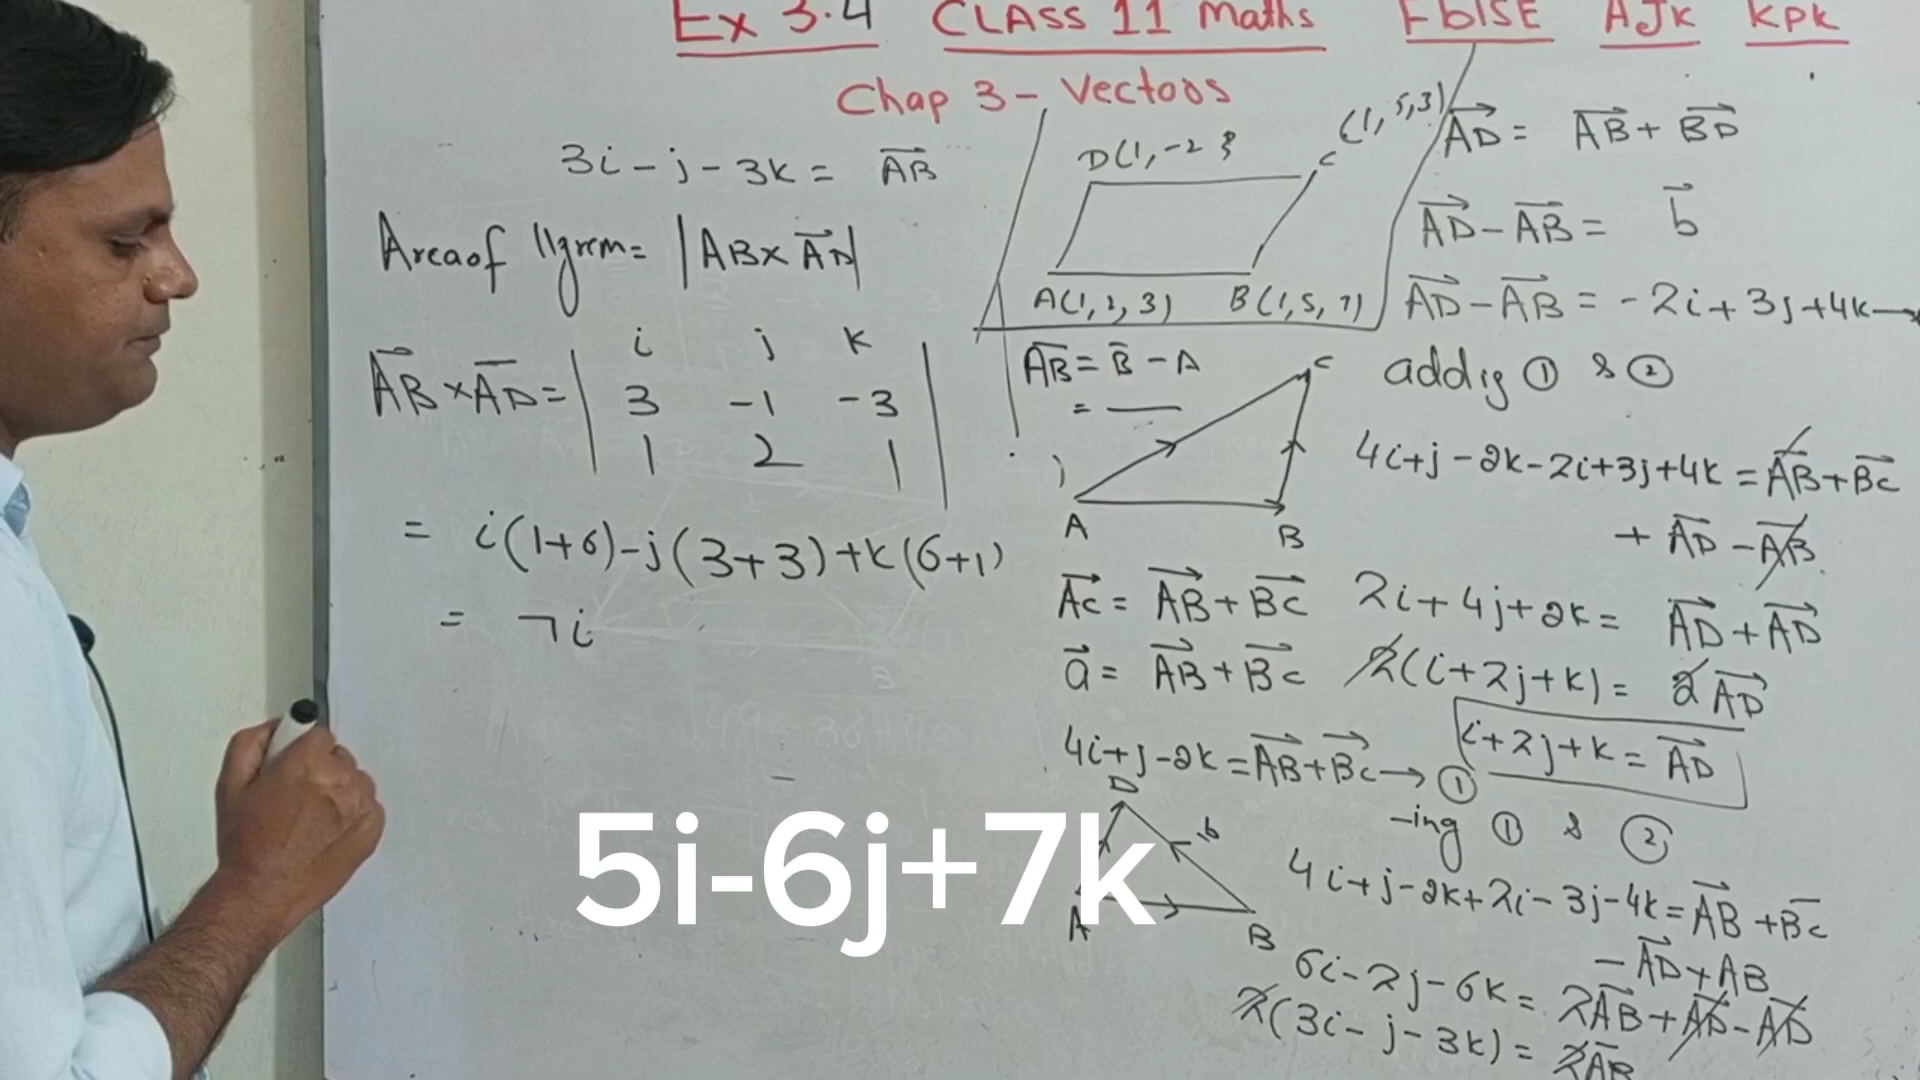 Ex 3.4 CLASS 11 Maths FbISE AJK KPK
Chap 3 - Vectoos
3i - j - 3k = AB
Area of llgrm = |AB × AD|
AB × AD = | i j k
3 -1 -3
1 2 1 |
= i(1+6) - j(3+3) + k(6+1)
= 7i
D(1, -2
C (1, 5, 3)
A(1, 2, 3) B(1, 5, 7)
AB = B - A
=
C
A B
AC = AB + BC
a = AB + BC
4i + j - 2k = AB + BC → ①
D
b
A B
AD = AB + BD
AD - AB = b
AD - AB = -2i + 3j + 4k →
addig ① & ②
4i + j - 2k - 2i + 3j + 4k = AB + BC
+ AD - AB
2i + 4j + 2k = AD + AD
2(i + 2j + k) = 2AD
i + 2j + k = AD
-ing ① & ②
4i + j - 2k + 2i - 3j - 4k = AB + BC
- AD + AB
6i - 2j - 6k = 2AB + AD - AD
2(3i - j - 3k) = 2AB
5i-6j+7k